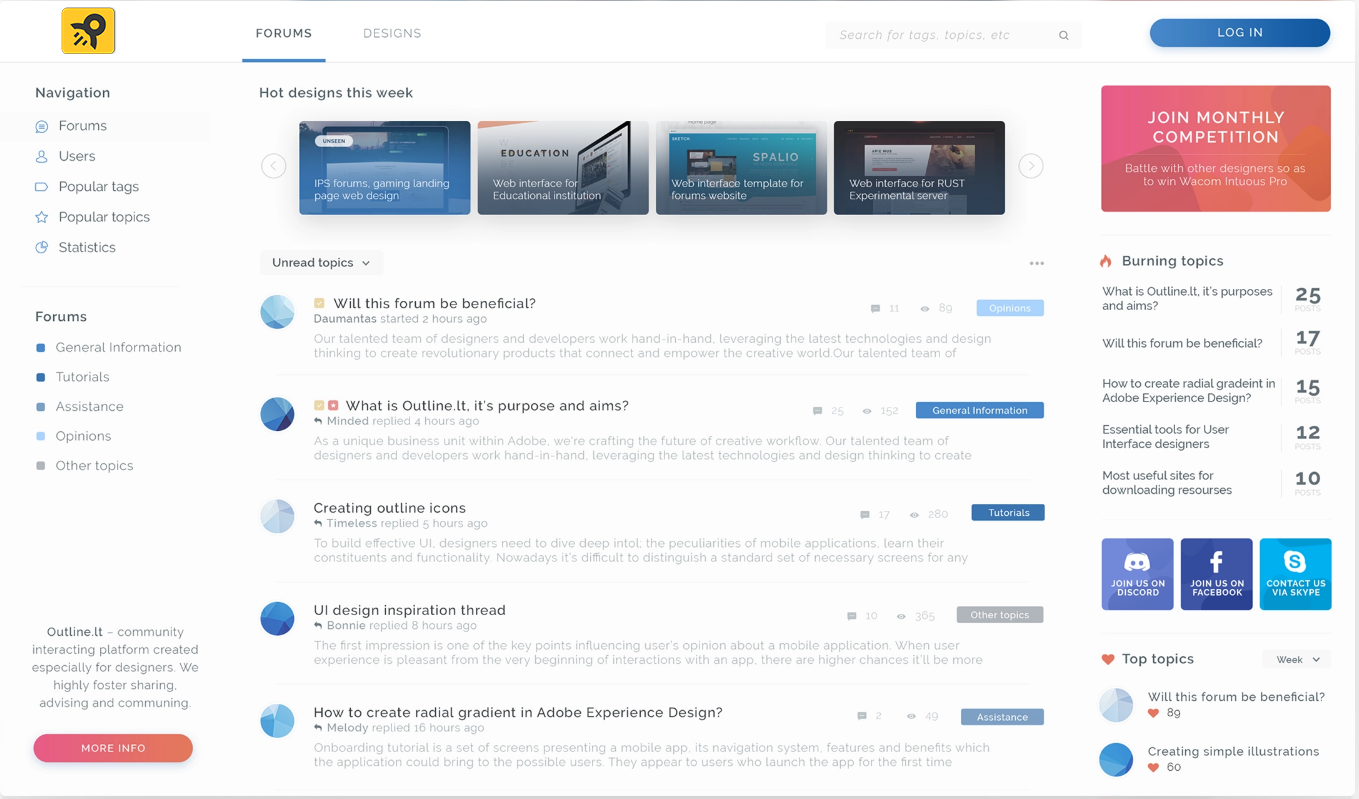 FORUMS
DESIGNS
Search for tags, topics, etc
LOG IN
Navigation
Forums
Users
Popular tags
Popular topics
Statistics
Forums
General Information
Tutorials
Assistance
Opinions
Other topics
Outline.lt – community
interacting platform created
especially for designers. We
highly foster sharing,
advising and communing.
MORE INFO
Hot designs this week
UNSEEN
IPS forums, gaming landing
page web design
EDUCATION
Web interface for
Educational institution
SKETCH
SPALIO
Web interface template for
forums website
Web interface for RUST
Experimental server
Unread topics
Will this forum be beneficial?
Daumantas started 2 hours ago
11 89 Opinions
Our talented team of designers and developers work hand-in-hand, leveraging the latest technologies and design
thinking to create revolutionary products that connect and empower the creative world.Our talented team of
What is Outline.lt, it's purpose and aims?
Minded replied 4 hours ago
25 152 General Information
As a unique business unit within Adobe, we're crafting the future of creative workflow. Our talented team of
designers and developers work hand-in-hand, leveraging the latest technologies and design thinking to create
Creating outline icons
Timeless replied 5 hours ago
17 280 Tutorials
To build effective UI, designers need to dive deep intol; the peculiarities of mobile applications, learn their
constituents and functionality. Nowadays it's difficult to distinguish a standard set of necessary screens for any
UI design inspiration thread
Bonnie replied 8 hours ago
10 365 Other topics
The first impression is one of the key points influencing user's opinion about a mobile application. When user
experience is pleasant from the very beginning of interactions with an app, there are higher chances it'll be more
How to create radial gradient in Adobe Experience Design?
Melody replied 16 hours ago
2 49 Assistance
Onboarding tutorial is a set of screens presenting a mobile app, its navigation system, features and benefits which
the application could bring to the possible users. They appear to users who launch the app for the first time
JOIN MONTHLY
COMPETITION
Battle with other designers so as
to win Wacom Intuous Pro
Burning topics
What is Outline.lt, it's purposes
and aims?
25
POSTS
Will this forum be beneficial?
17
POSTS
How to create radial gradeint in
Adobe Experience Design?
15
POSTS
Essential tools for User
Interface designers
12
POSTS
Most useful sites for
downloading resourses
10
POSTS
JOIN US ON
DISCORD
JOIN US ON
FACEBOOK
CONTACT US
VIA SKYPE
Top topics
Week
Will this forum be beneficial?
89
Creating simple illustrations
60